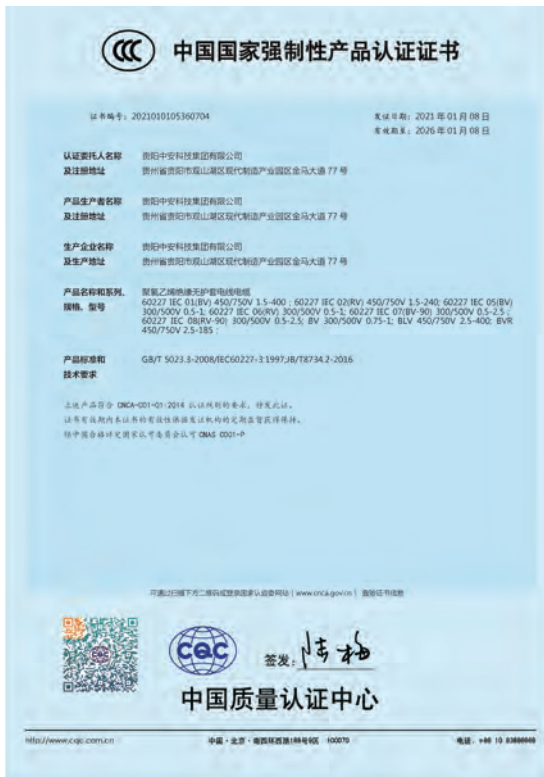 中国国家强制性产品认证证书
证书编号：2021010105360704
发证日期：2021 年 01 月 08 日
有效期至：2026 年 01 月 08 日
认证委托人名称 贵阳中安科技集团有限公司
及注册地址 贵州省贵阳市观山湖区现代制造产业园区金马大道 77 号
产品生产者名称 贵阳中安科技集团有限公司
及注册地址 贵州省贵阳市观山湖区现代制造产业园区金马大道 77 号
生产企业名称 贵阳中安科技集团有限公司
及生产地址 贵州省贵阳市观山湖区现代制造产业园区金马大道 77 号
产品名称和系列、 聚氯乙烯绝缘无护套电线电缆
规格、型号 60227 IEC 01(BV) 450/750V 1.5-400 ; 60227 IEC 02(RV) 450/750V 1.5-240; 60227 IEC 05(BV)
300/500V 0.5-1; 60227 IEC 06(RV) 300/500V 0.5-1; 60227 IEC 07(BV-90) 300/500V 0.5-2.5 ;
60227 IEC 08(RV-90) 300/500V 0.5-2.5; BV 300/500V 0.75-1; BLV 450/750V 2.5-400; BVR
450/750V 2.5-185 ;
产品标准和 GB/T 5023.3-2008/IEC60227-3:1997;JB/T8734.2-2016
技术要求
上述产品符合 CNCA-C01-01:2014 认证规则的要求，特发此证。
证书有效期内本证书的有效性依据发证机构的定期监督获得保持。
经中国合格评定国家认可委员会认可 CNAS C001-P
可通过扫描下方二维码或登录国家认监委网站（www.cnca.gov.cn）查验证书信息
CQC
签发：陆梅
中国质量认证中心
http://www.cqc.com.cn
中国·北京·南四环西路188号9区 100070
电话：+86 10 83886666